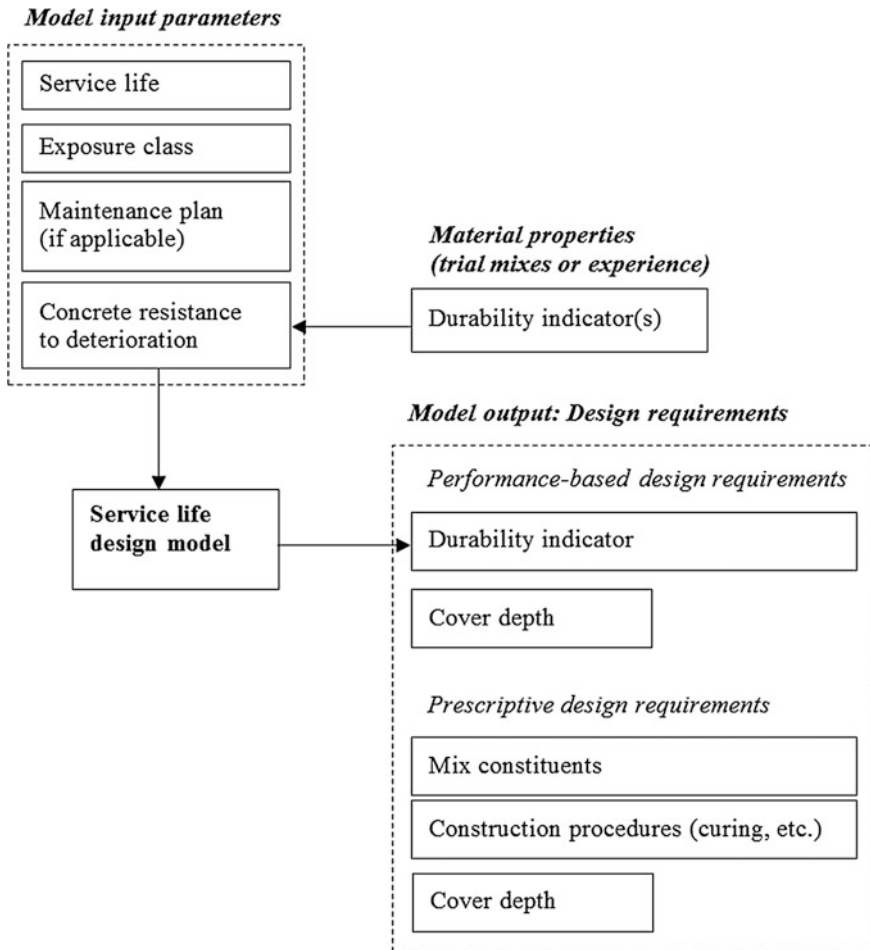 Model input parameters
Service life
Exposure class
Maintenance plan
(if applicable)
Concrete resistance
to deterioration
Material properties
(trial mixes or experience)
Durability indicator(s)
Service life
design model
Model output: Design requirements
Performance-based design requirements
Durability indicator
Cover depth
Prescriptive design requirements
Mix constituents
Construction procedures (curing, etc.)
Cover depth